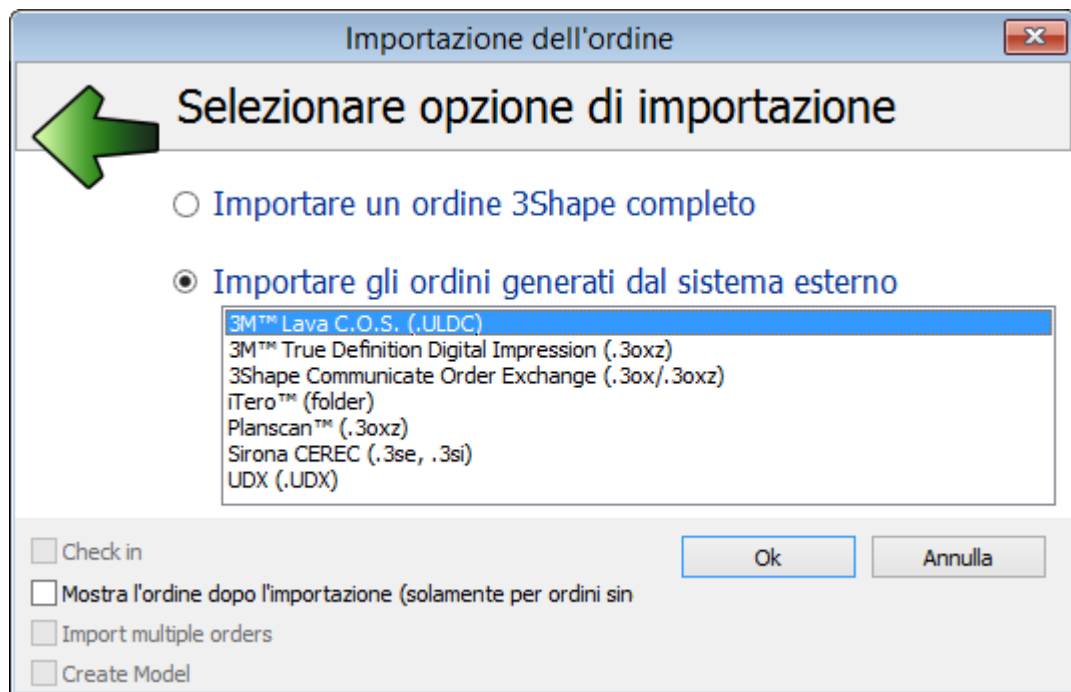 Importazione dell'ordine
Selezionare opzione di importazione
Importare un ordine 3Shape completo
Importare gli ordini generati dal sistema esterno
3M™ Lava C.O.S. (.ULDC)
3M™ True Definition Digital Impression (.3oxz)
3Shape Communicate Order Exchange (.3ox/.3oxz)
iTero™ (folder)
Planscan™ (.3oxz)
Sirona CEREC (.3se, .3si)
UDX (.UDX)
Check in
Ok
Annulla
Mostra l'ordine dopo l'importazione (solamente per ordini sin
Import multiple orders
Create Model